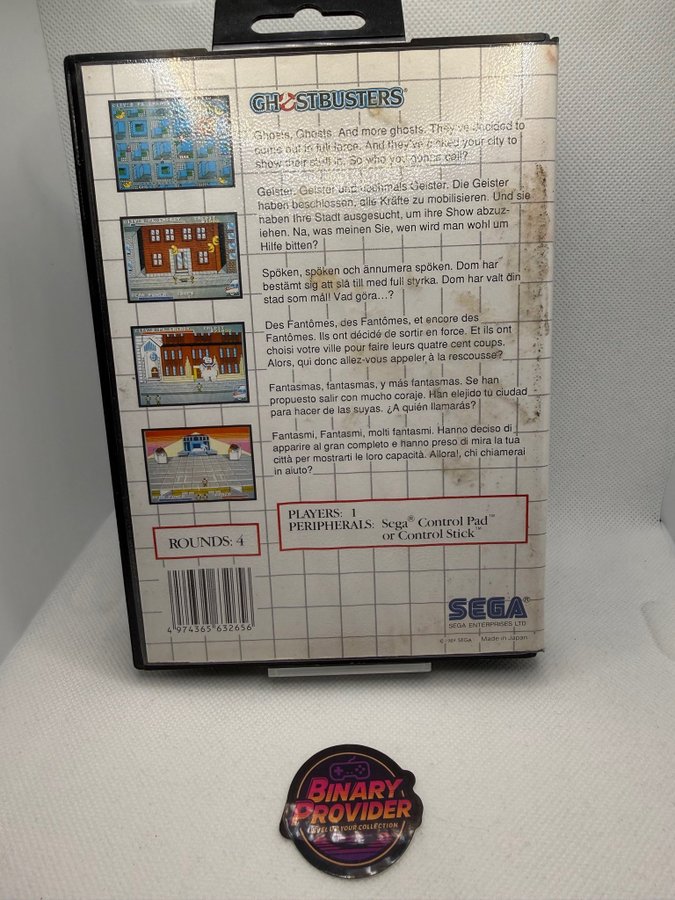 GHOSTBUSTERS
Ghosts, Ghosts. And more ghosts. They've decided to
come out in full force. And they've picked your city to
show their stuff in. So who you gonna call?
Geister, Geister und nochmals Geister. Die Geister
haben beschlossen, alle Kräfte zu mobilisieren. Und sie
haben Ihre Stadt ausgesucht, um ihre Show abzuz-
iehen. Na, was meinen Sie, wen wird man wohl um
Hilfe bitten?
Spöken, spöken och ännumera spöken. Dom har
bestämt sig att slå till med full styrka. Dom har valt din
stad som mål! Vad göra...?
Des Fantômes, des Fantômes, et encore des
Fantômes. Ils ont décidé de sortir en force. Et ils ont
choisi votre ville pour faire leurs quatre cent coups.
Alors, qui donc allez-vous appeler à la rescousse?
Fantasmas, fantasmas, y más fantasmas. Se han
propuesto salir con mucho coraje. Han elejido tu ciudad
para hacer de las suyas. ¿A quién llamarás?
Fantasmi, Fantasmi, molti fantasmi. Hanno deciso di
apparire al gran completo e hanno preso di mira la tua
città per mostrarti le loro capacità. Allora!, chi chiamerai
in aiuto?
PLAYERS: 1
PERIPHERALS: Sega® Control Pad™
or Control Stick™
ROUNDS: 4
4 974365 632656
SEGA®
SEGA ENTERPRISES LTD
SEGA Made in Japan
BINARY
PROVIDER
LEVEL UP YOUR COLLECTION